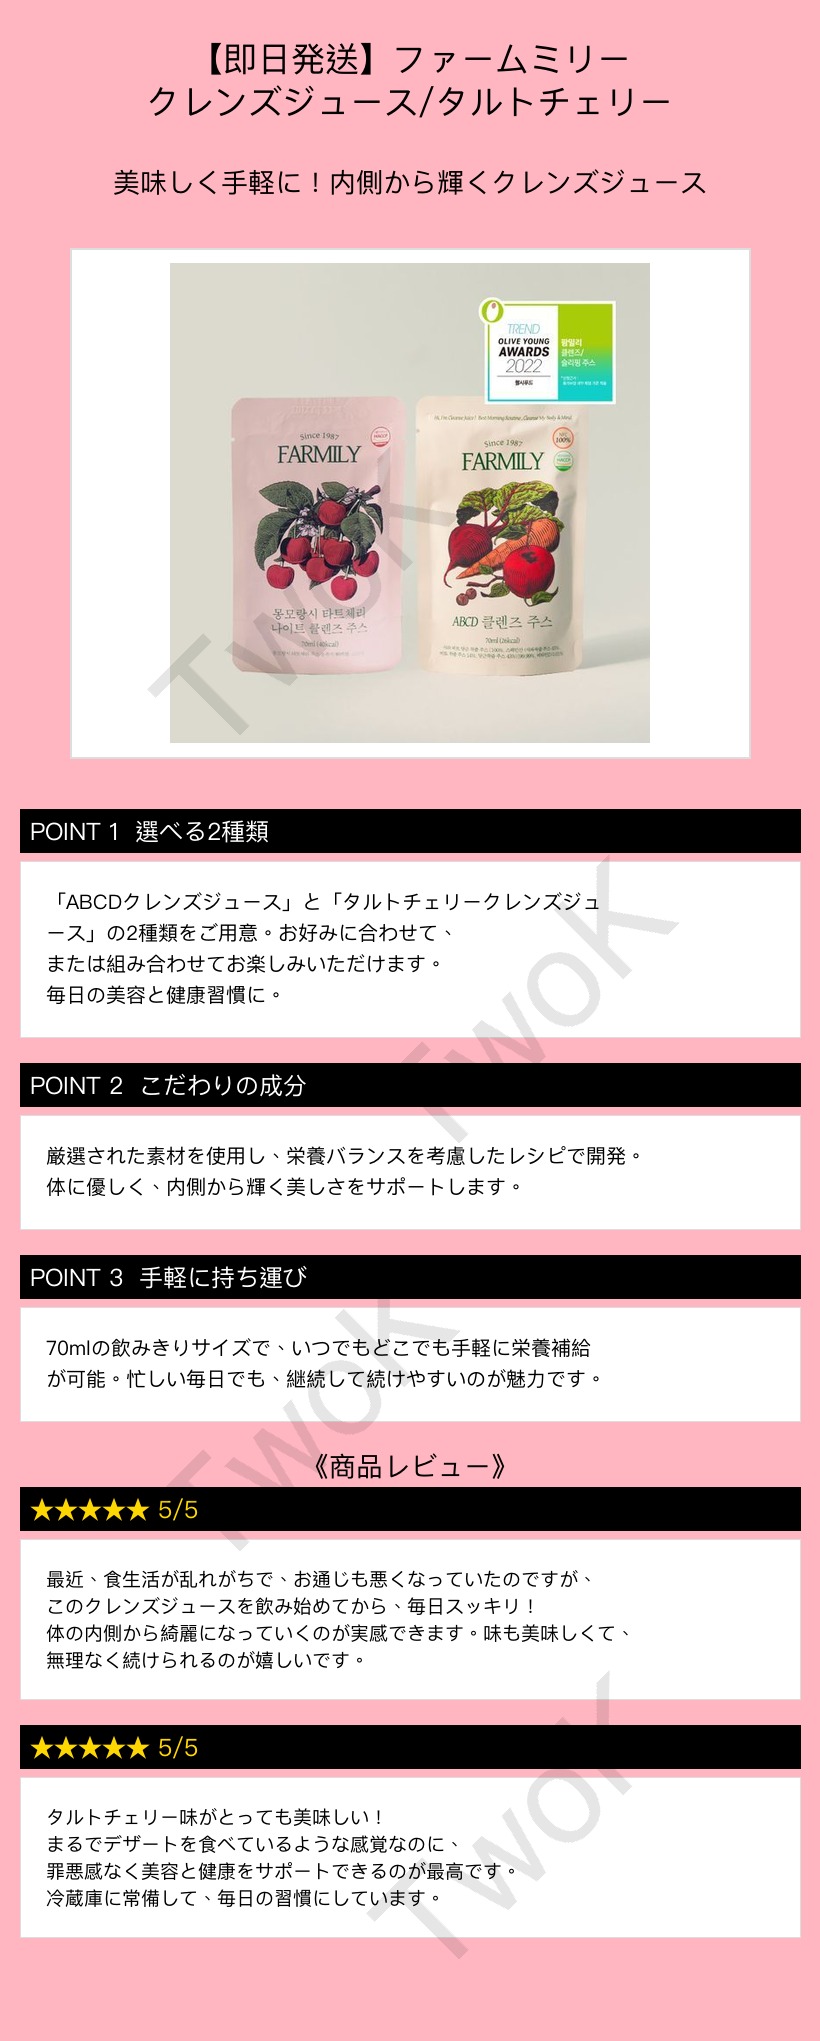 【即日発送】ファームミリー
クレンズジュース/タルトチェリー
美味しく手軽に！内側から輝くクレンズジュース
TREND
OLIVE YOUNG
AWARDS
2022
헬시푸드
팜밀리
클렌즈/
슬리핑 주스
Since 1987
FARMILY
HACCP
몽모랑시 타트체리
나이트 클렌즈 주스
70ml (40kcal)
Hi, I'm Cleanse Juice! Best Morning Routine, Cleanse My Body & Mind
Since 1987
FARMILY
NFC
100%
HACCP
ABCD 클렌즈 주스
70ml (26kcal)
TwoK
POINT 1 選べる2種類
「ABCDクレンズジュース」と「タルトチェリークレンズジュ
ース」の2種類をご用意。お好みに合わせて、
または組み合わせてお楽しみいただけます。
毎日の美容と健康習慣に。
TwoK
POINT 2 こだわりの成分
厳選された素材を使用し、栄養バランスを考慮したレシピで開発。
体に優しく、内側から輝く美しさをサポートします。
POINT 3 手軽に持ち運び
70mlの飲みきりサイズで、いつでもどこでも手軽に栄養補給
が可能。忙しい毎日でも、継続して続けやすいのが魅力です。
TwoK
《商品レビュー》
★★★★★ 5/5
最近、食生活が乱れがちで、お通じも悪くなっていたのですが、
このクレンズジュースを飲み始めてから、毎日スッキリ！
体の内側から綺麗になっていくのが実感できます。味も美味しくて、
無理なく続けられるのが嬉しいです。
★★★★★ 5/5
タルトチェリー味がとっても美味しい！
まるでデザートを食べているような感覚なのに、
罪悪感なく美容と健康をサポートできるのが最高です。
冷蔵庫に常備して、毎日の習慣にしています。
TwoK